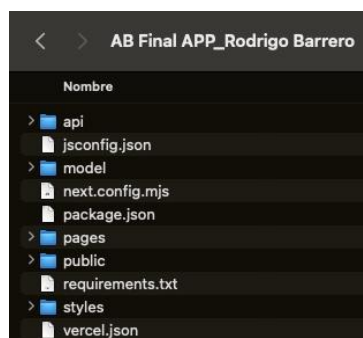 AB Final APP_Rodrigo Barrero
Nombre
api
jsconfig.json
model
next.config.mjs
package.json
pages
public
requirements.txt
styles
vercel.json